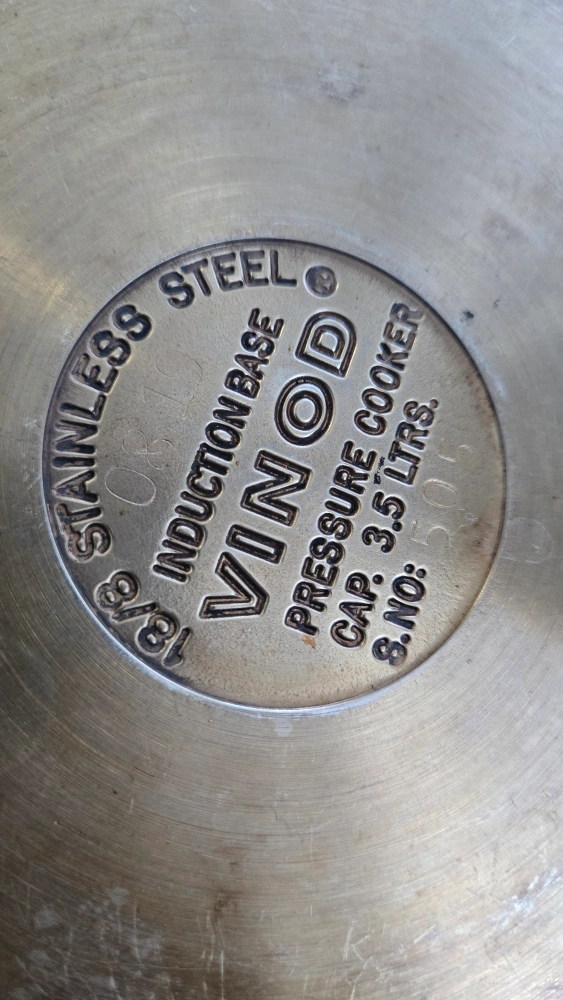 18/8 STAINLESS STEEL
INDUCTION BASE
VINOD
PRESSURE COOKER
CAP. 3.5 LTRS.
S.NO: